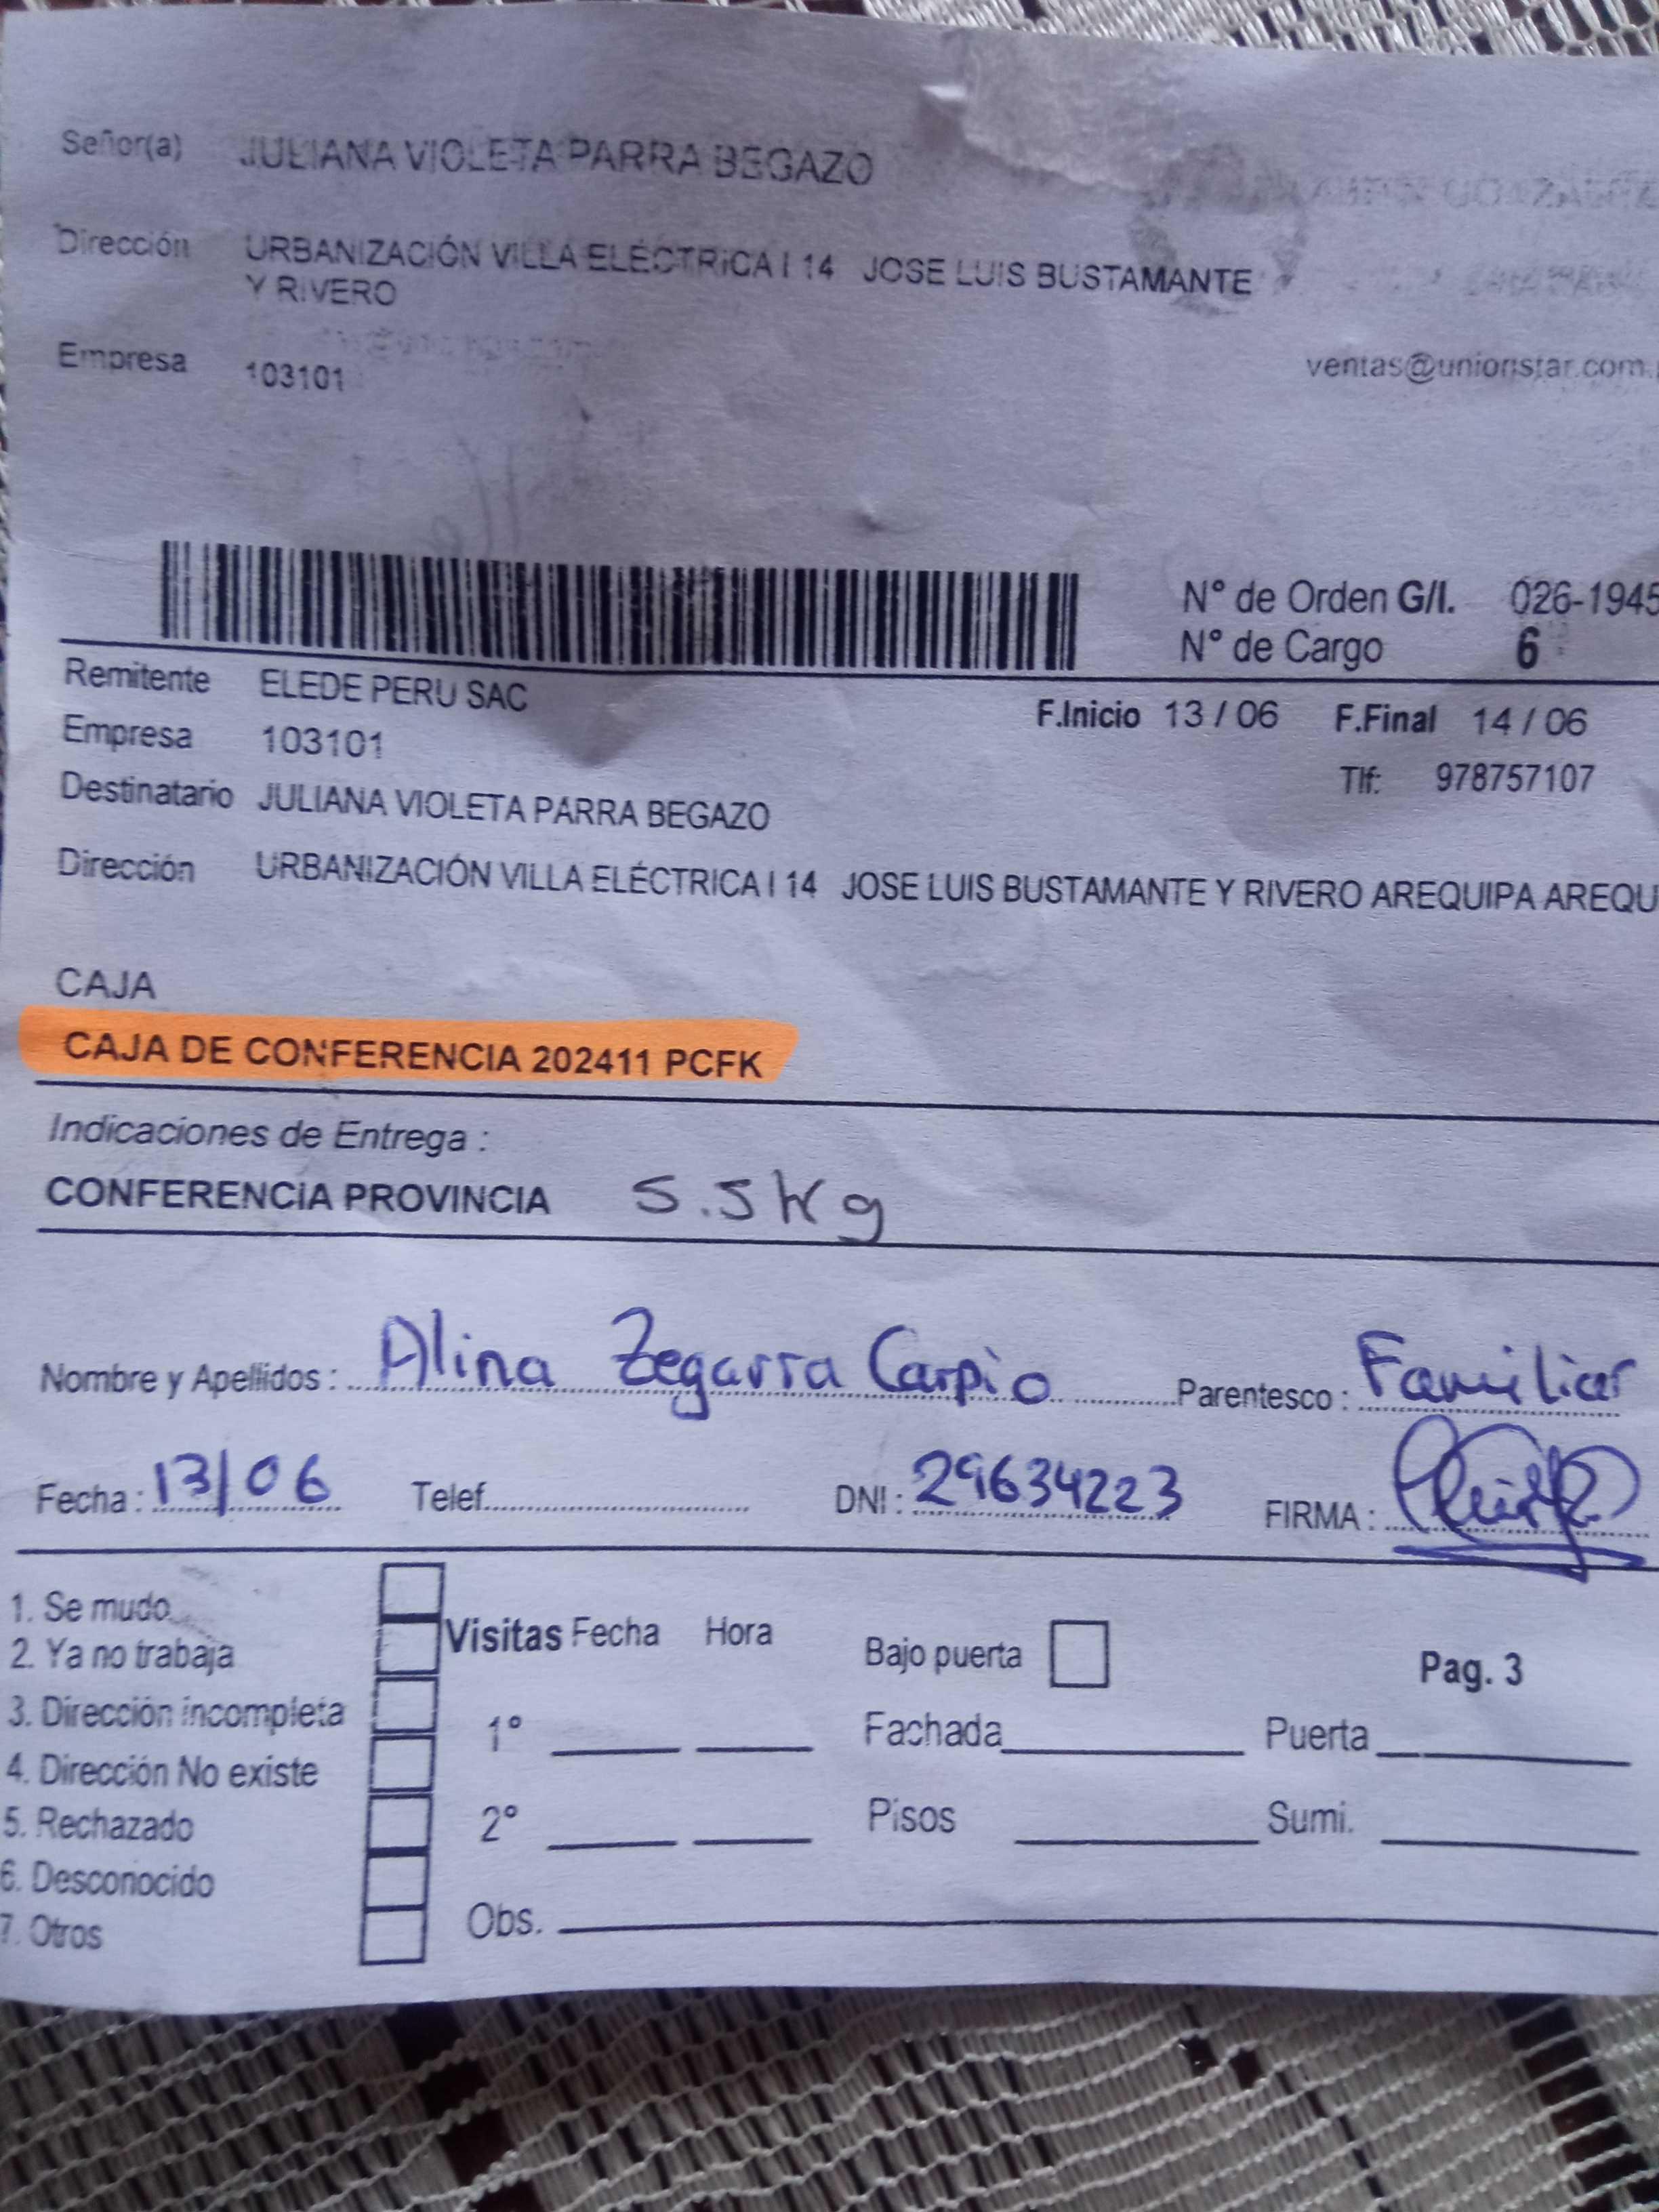 Señor(a) JULIANA VIOLETA PARRA BEGAZO
Dirección URBANIZACIÓN VILLA ELÉCTRICA I 14 JOSE LUIS BUSTAMANTE
Y RIVERO
Empresa 103101
ventas@unionstar.com.
Nº de Orden G/I. 026-1945
Nº de Cargo 6
Remitente ELEDE PERU SAC
F.Inicio 13 / 06 F.Final 14 / 06
Empresa 103101
Tlf: 978757107
Destinatario JULIANA VIOLETA PARRA BEGAZO
Dirección URBANIZACIÓN VILLA ELÉCTRICA I 14 JOSE LUIS BUSTAMANTE Y RIVERO AREQUIPA AREQU
CAJA
CAJA DE CONFERENCIA 202411 PCFK
Indicaciones de Entrega :
CONFERENCIA PROVINCIA 5.5kg
Nombre y Apellidos : Alina Zegarra Carpio Parentesco : Familiar
Fecha : 13/06 Telef. DNI : 29634223 FIRMA :
1. Se mudo
2. Ya no trabaja
3. Dirección incompleta
4. Dirección No existe
5. Rechazado
6. Desconocido
7. Otros
Visitas Fecha Hora
1º
2º
Obs.
Bajo puerta Pag. 3
Fachada Puerta
Pisos Sumi.